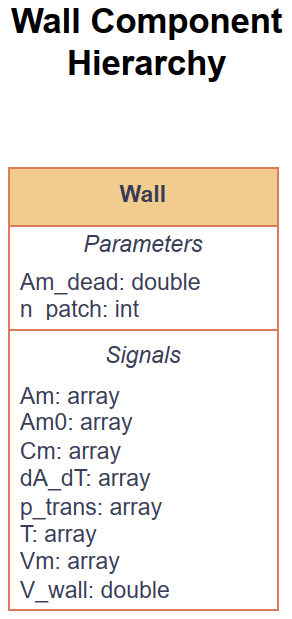 Wall Component
Hierarchy
Wall
Parameters
Am_dead: double
n_patch: int
Signals
Am: array
Am0: array
Cm: array
dA_dT: array
p_trans: array
T: array
Vm: array
V_wall: double